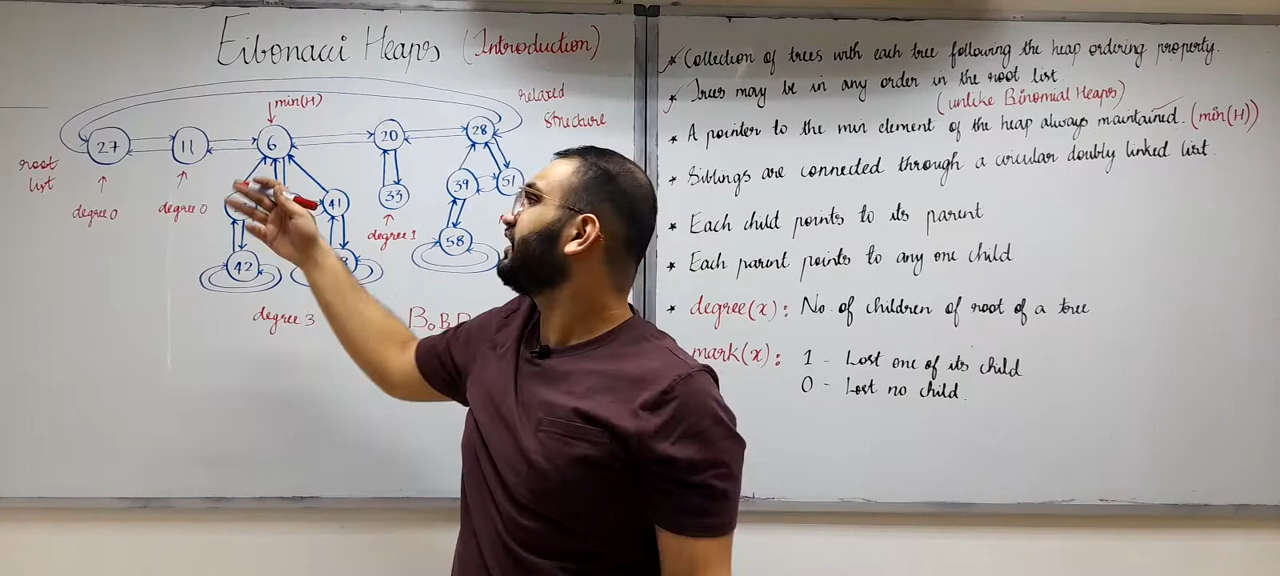 Fibonacci Heaps (Introduction)
min(H)
relaxed
structure
27
11
6
20
28
root
list
degree 0
degree 0
41
33
39
51
degree 1
42
58
degree 3
* Collection of trees with each tree following the heap ordering property.
* Trees may be in any order in the root list.
(unlike Binomial Heaps)
* A pointer to the min element of the heap always maintained. (min(H))
* Siblings are connected through a circular doubly linked list.
* Each child points to its parent
* Each parent points to any one child
* degree(x): No of children of root of a tree
mark(x): 1 - Lost one of its child
0 - Lost no child.